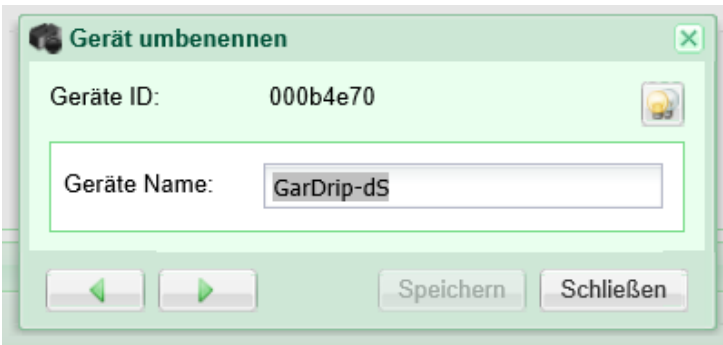 Gerät umbenennen
Geräte ID: 000b4e70
Geräte Name: GarDrip-dS
Speichern Schließen